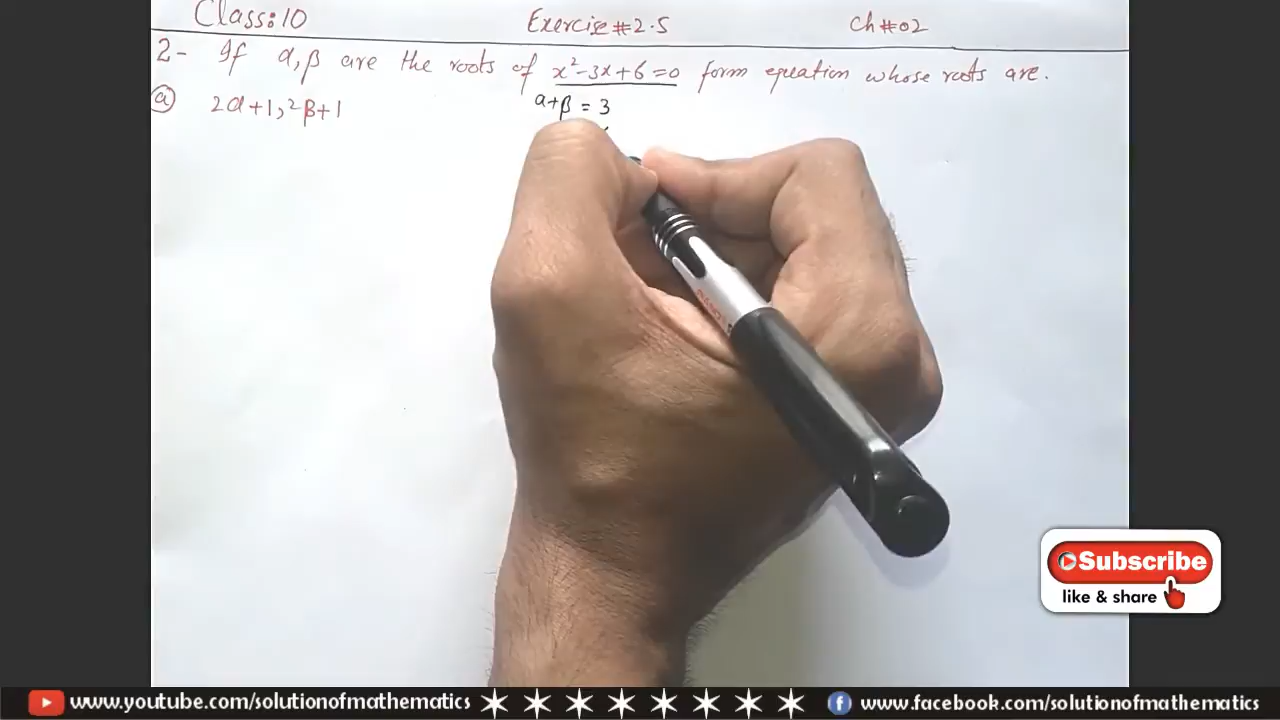 Class: 10 Exercise #2.5 Ch #02
2- If α, β are the roots of x²-3x+6=0 form equation whose roots are.
(a) 2α+1, 2β+1
α+β = 3
Subscribe
like & share
www.youtube.com/solutionofmathematics www.facebook.com/solutionofmathematics